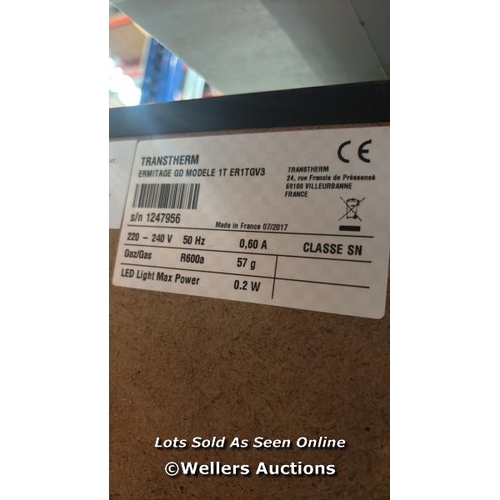 TRANSTHERM
ERMITAGE GD MODELE 1T ER1TGV3
s/n 1247956
CE
TRANSTHERM
24, rue Francis de Préssensé
69100 VILLEURBANNE
FRANCE
Made in France 07/2017
220 – 240 V 50 Hz 0,60 A CLASSE SN
Gaz/Gas R600a 57 g
LED Light Max Power 0.2 W
Lots Sold As Seen Online
©Wellers Auctions